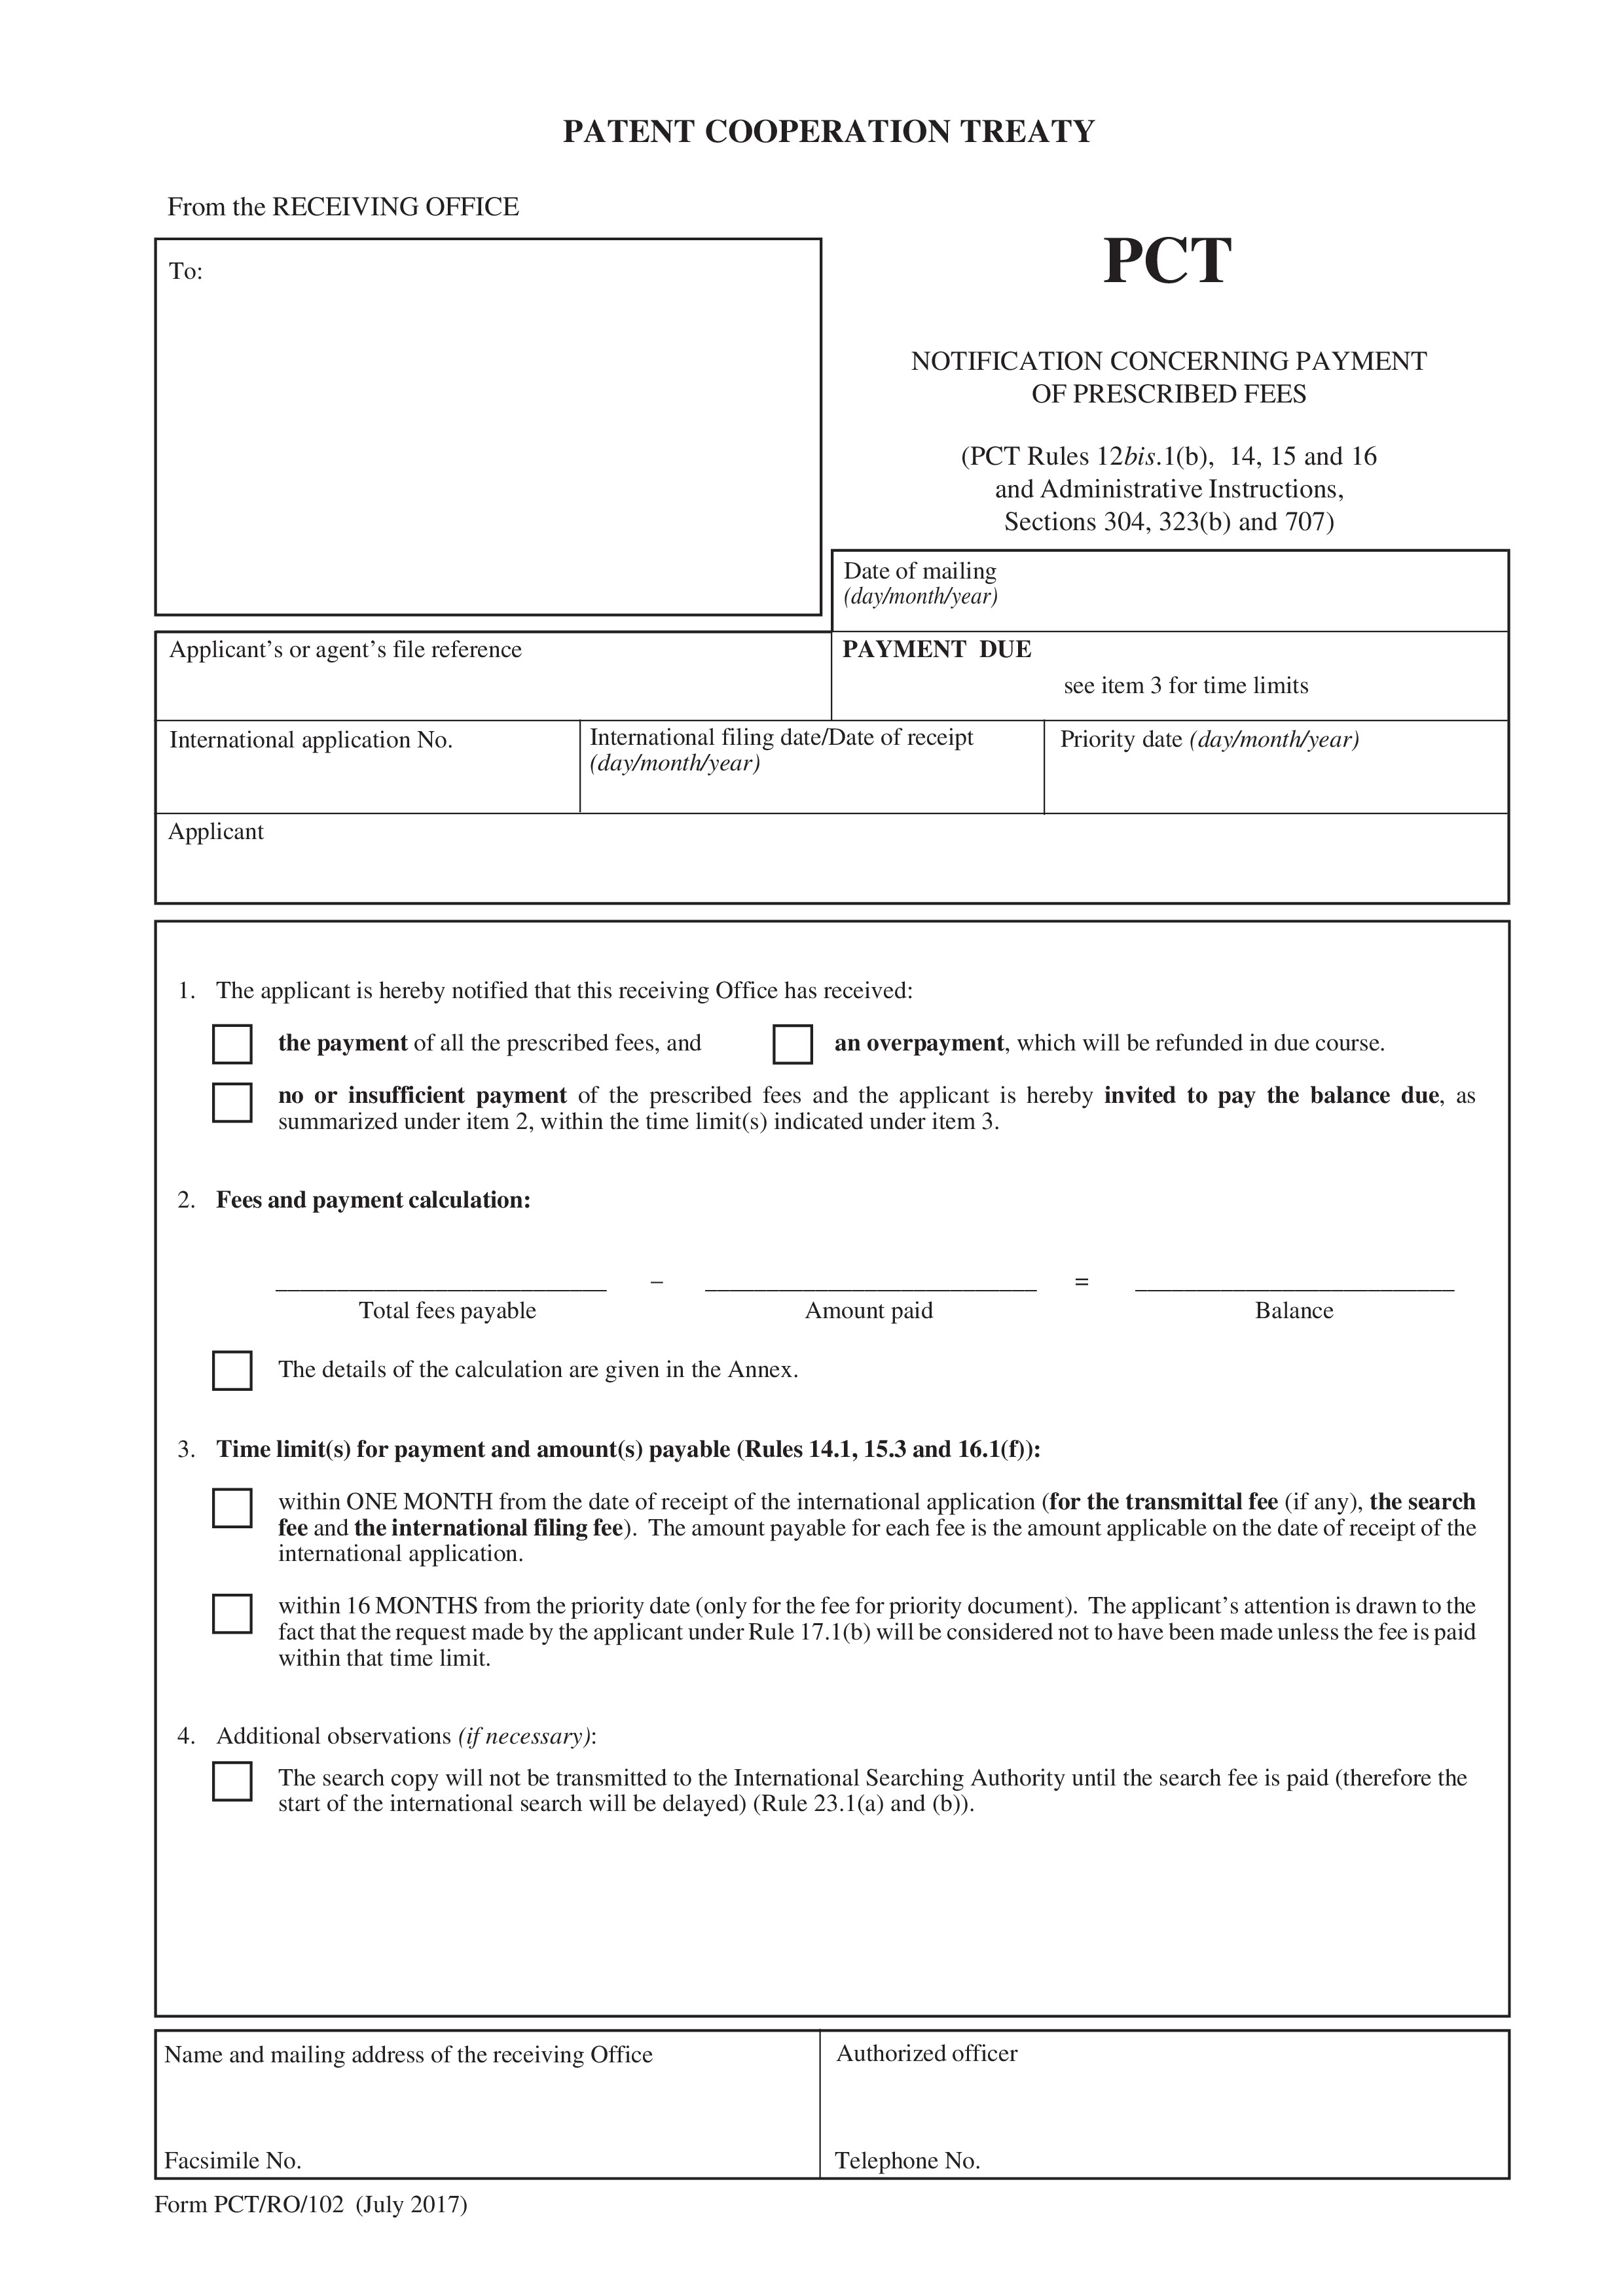 PATENT COOPERATION TREATY
From the RECEIVING OFFICE
To:
PCT
NOTIFICATION CONCERNING PAYMENT
OF PRESCRIBED FEES
(PCT Rules 12bis.1(b), 14, 15 and 16
and Administrative Instructions,
Sections 304, 323(b) and 707)
Date of mailing
(day/month/year)
Applicant’s or agent’s file reference
PAYMENT DUE
see item 3 for time limits
International application No.
International filing date/Date of receipt
(day/month/year)
Priority date (day/month/year)
Applicant
1. The applicant is hereby notified that this receiving Office has received:
the payment of all the prescribed fees, and
an overpayment, which will be refunded in due course.
no or insufficient payment of the prescribed fees and the applicant is hereby invited to pay the balance due, as
summarized under item 2, within the time limit(s) indicated under item 3.
2. Fees and payment calculation:
___________________________ – ___________________________ = __________________________
Total fees payable
Amount paid
Balance
The details of the calculation are given in the Annex.
3. Time limit(s) for payment and amount(s) payable (Rules 14.1, 15.3 and 16.1(f)):
within ONE MONTH from the date of receipt of the international application (for the transmittal fee (if any), the search
fee and the international filing fee). The amount payable for each fee is the amount applicable on the date of receipt of the
international application.
within 16 MONTHS from the priority date (only for the fee for priority document). The applicant’s attention is drawn to the
fact that the request made by the applicant under Rule 17.1(b) will be considered not to have been made unless the fee is paid
within that time limit.
4. Additional observations (if necessary):
The search copy will not be transmitted to the International Searching Authority until the search fee is paid (therefore the
start of the international search will be delayed) (Rule 23.1(a) and (b)).
Name and mailing address of the receiving Office
Authorized officer
Facsimile No.
Telephone No.
Form PCT/RO/102 (July 2017)